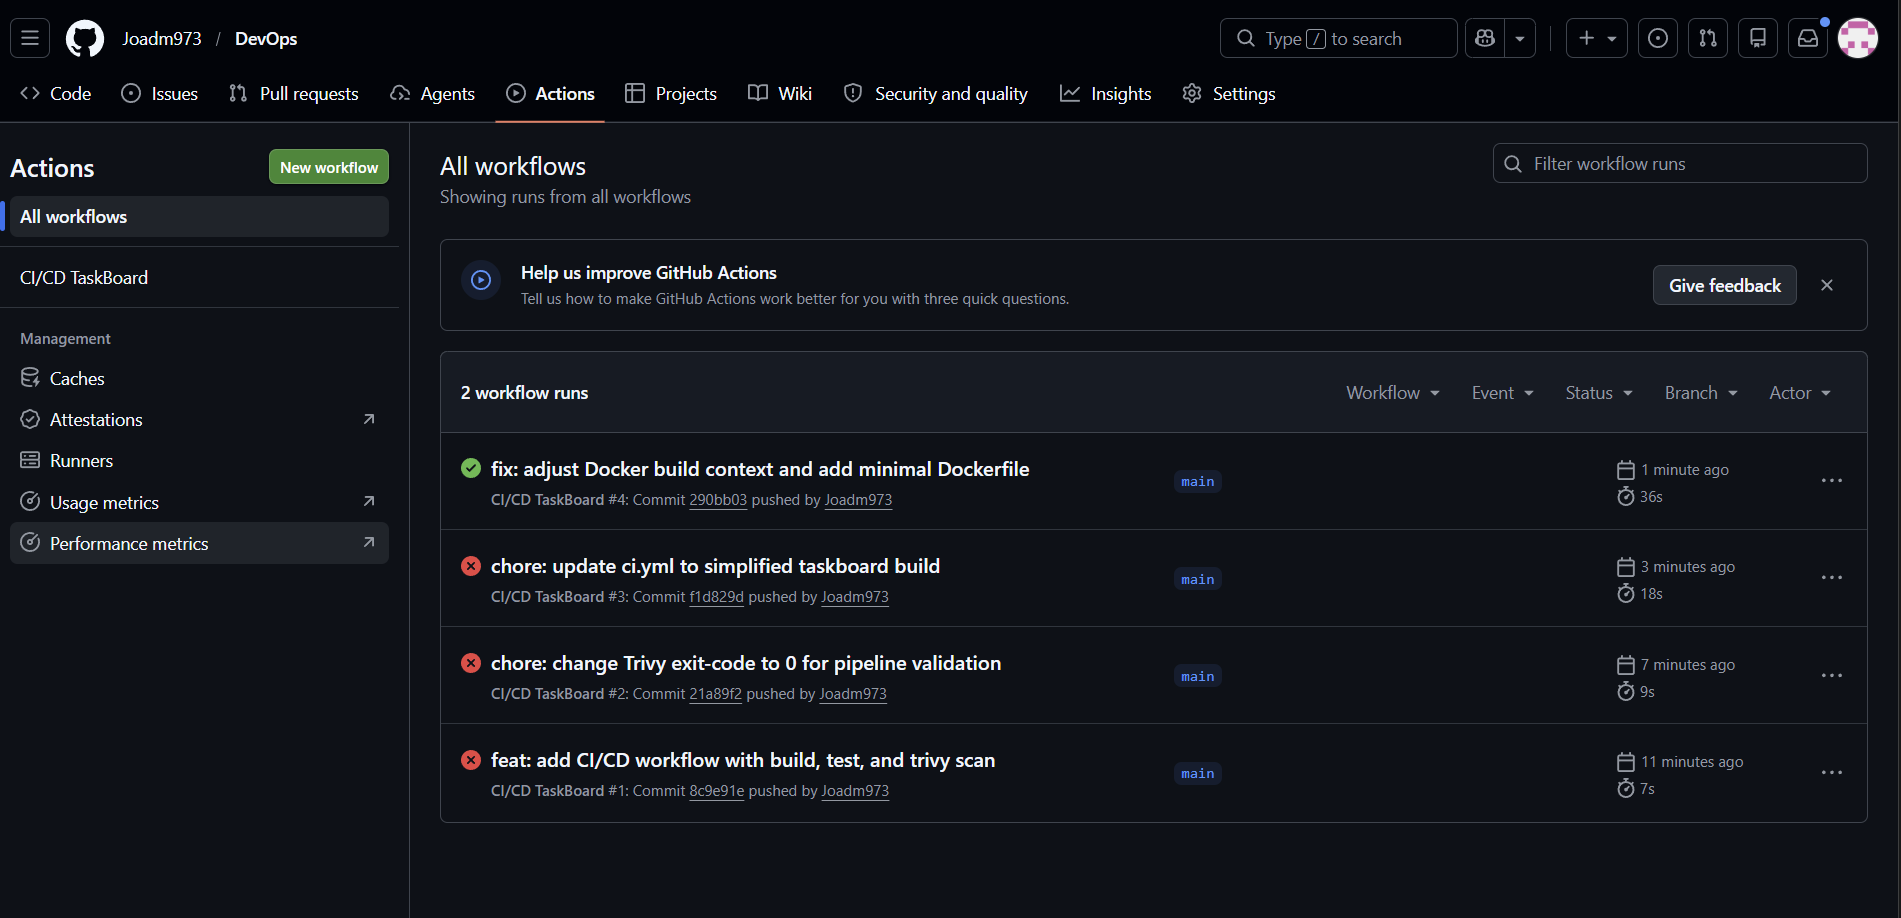 Joadm973 / DevOps
Type / to search
Code
Issues
Pull requests
Agents
Actions
Projects
Wiki
Security and quality
Insights
Settings
Actions
New workflow
All workflows
CI/CD TaskBoard
Management
Caches
Attestations
Runners
Usage metrics
Performance metrics
All workflows
Showing runs from all workflows
Filter workflow runs
Help us improve GitHub Actions
Tell us how to make GitHub Actions work better for you with three quick questions.
Give feedback
2 workflow runs
Workflow
Event
Status
Branch
Actor
fix: adjust Docker build context and add minimal Dockerfile
CI/CD TaskBoard #4: Commit 290bb03 pushed by Joadm973
main
1 minute ago
36s
chore: update ci.yml to simplified taskboard build
CI/CD TaskBoard #3: Commit f1d829d pushed by Joadm973
main
3 minutes ago
18s
chore: change Trivy exit-code to 0 for pipeline validation
CI/CD TaskBoard #2: Commit 21a89f2 pushed by Joadm973
main
7 minutes ago
9s
feat: add CI/CD workflow with build, test, and trivy scan
CI/CD TaskBoard #1: Commit 8c9e91e pushed by Joadm973
main
11 minutes ago
7s